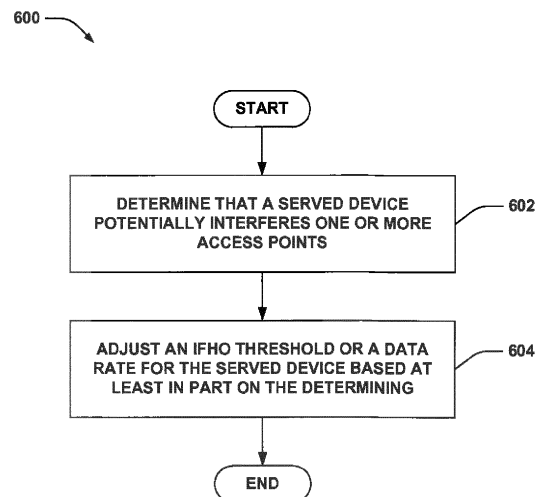 600
START
DETERMINE THAT A SERVED DEVICE
POTENTIALLY INTERFERES ONE OR MORE
ACCESS POINTS
602
ADJUST AN IFHO THRESHOLD OR A DATA
RATE FOR THE SERVED DEVICE BASED AT
LEAST IN PART ON THE DETERMINING
604
END